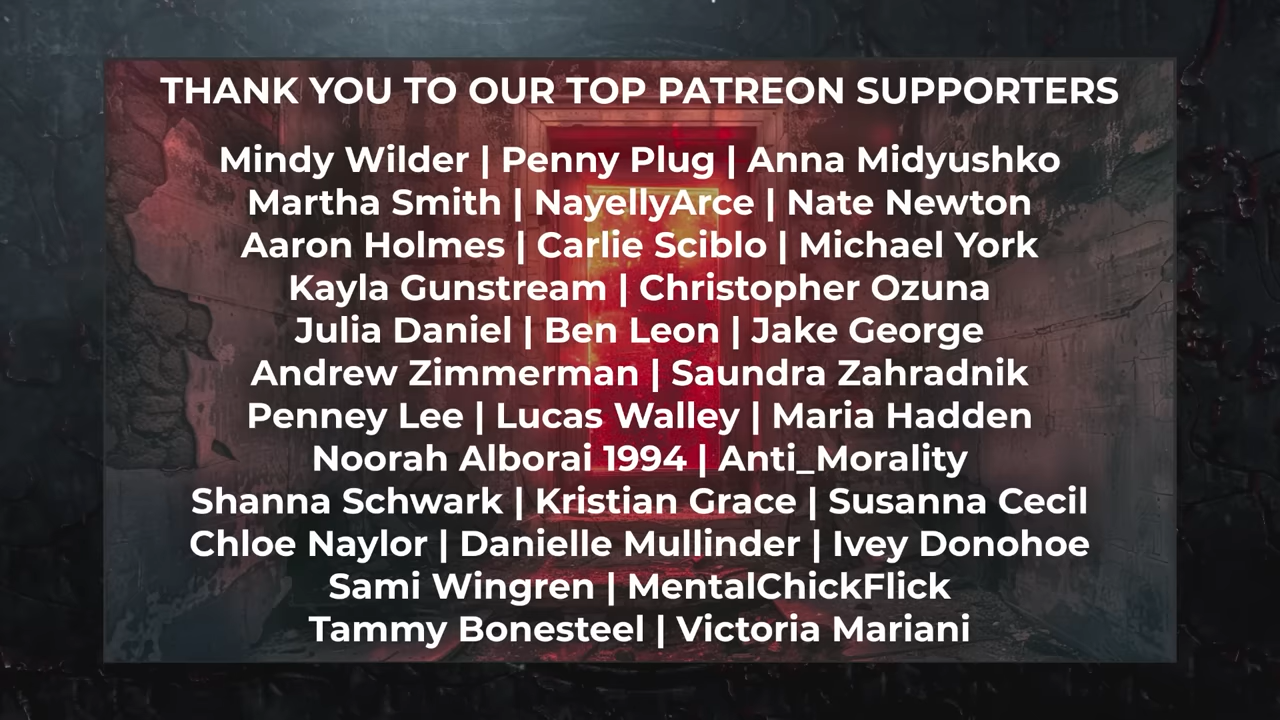 THANK YOU TO OUR TOP PATREON SUPPORTERS
Mindy Wilder | Penny Plug | Anna Midyushko
Martha Smith | NayellyArce | Nate Newton
Aaron Holmes | Carlie Sciblo | Michael York
Kayla Gunstream | Christopher Ozuna
Julia Daniel | Ben Leon | Jake George
Andrew Zimmerman | Saundra Zahradnik
Penney Lee | Lucas Walley | Maria Hadden
Noorah Alborai 1994 | Anti_Morality
Shanna Schwark | Kristian Grace | Susanna Cecil
Chloe Naylor | Danielle Mullinder | Ivey Donohoe
Sami Wingren | MentalChickFlick
Tammy Bonesteel | Victoria Mariani